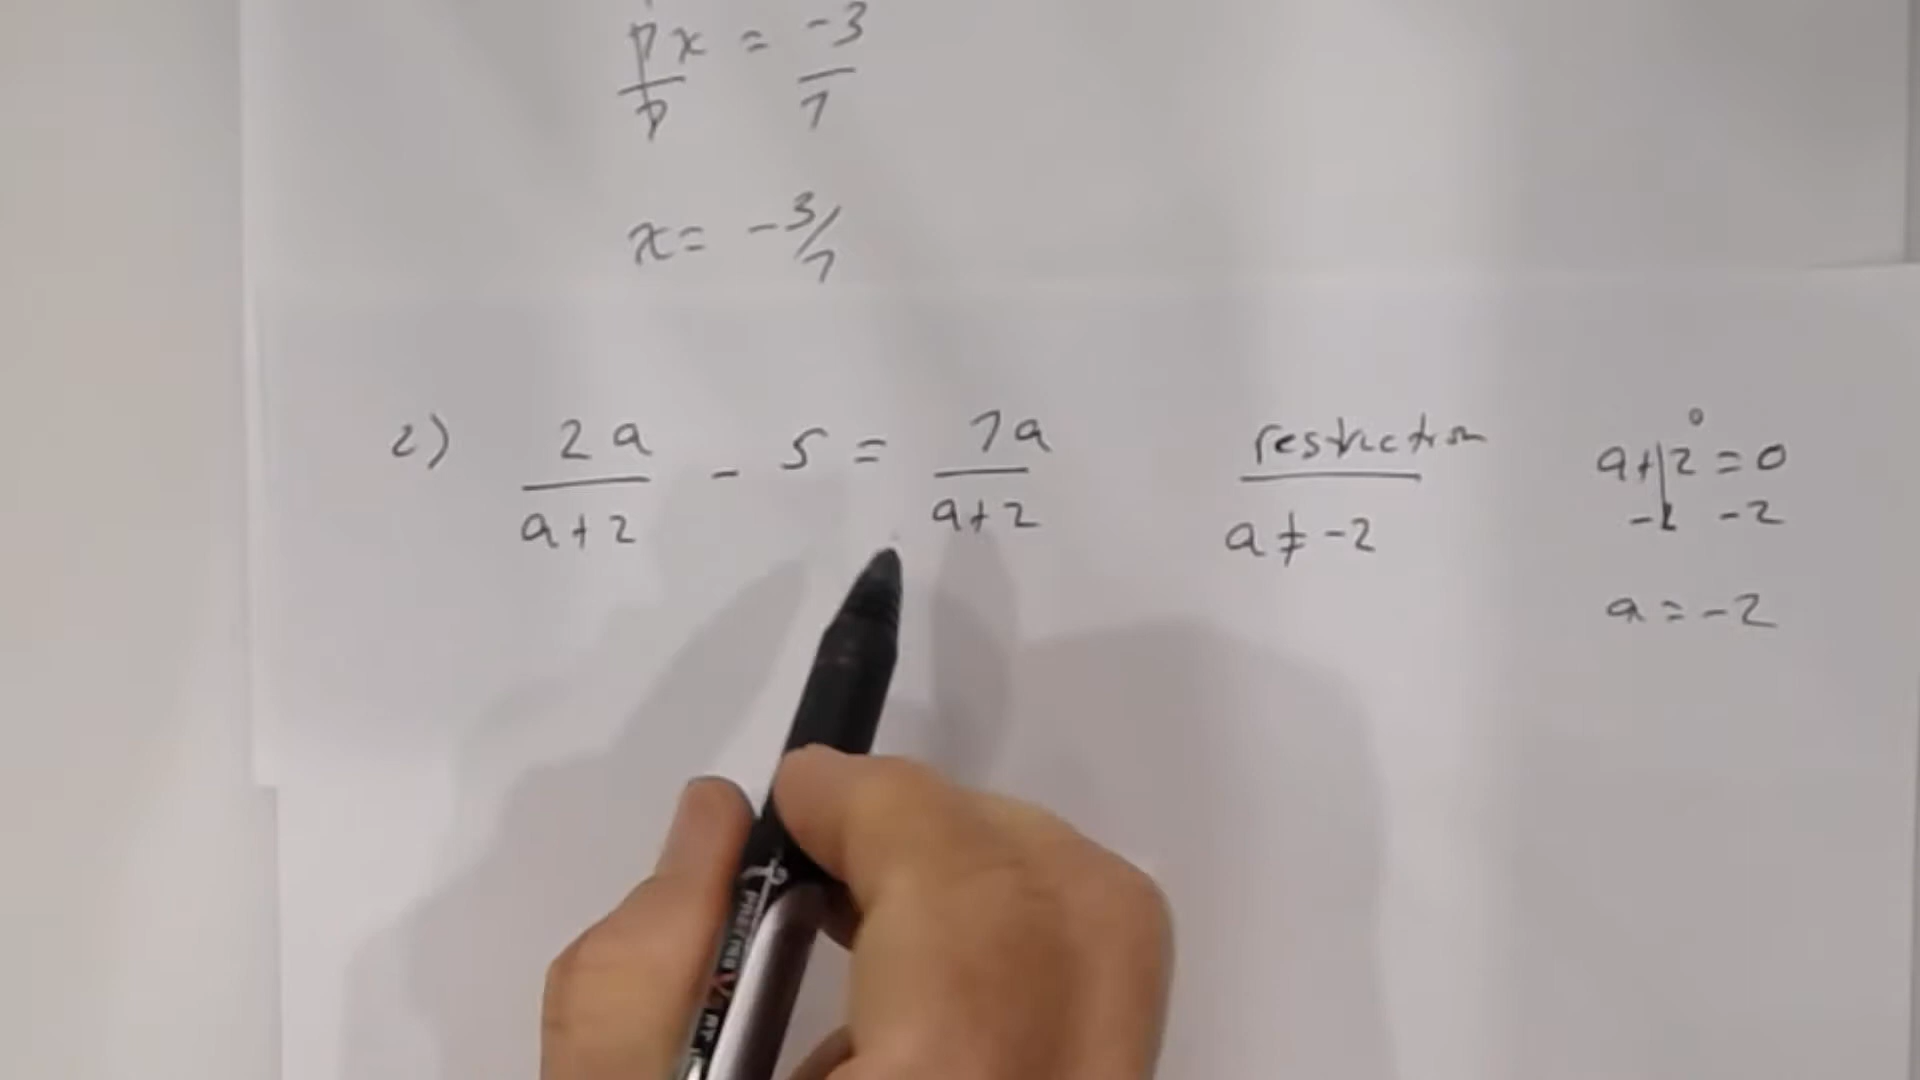 7x = -3
7 7
x = -3/7
2) 2a/a+2 - 5 = 7a/a+2
restriction
a ≠ -2
a+2 = 0
-2 -2
a = -2